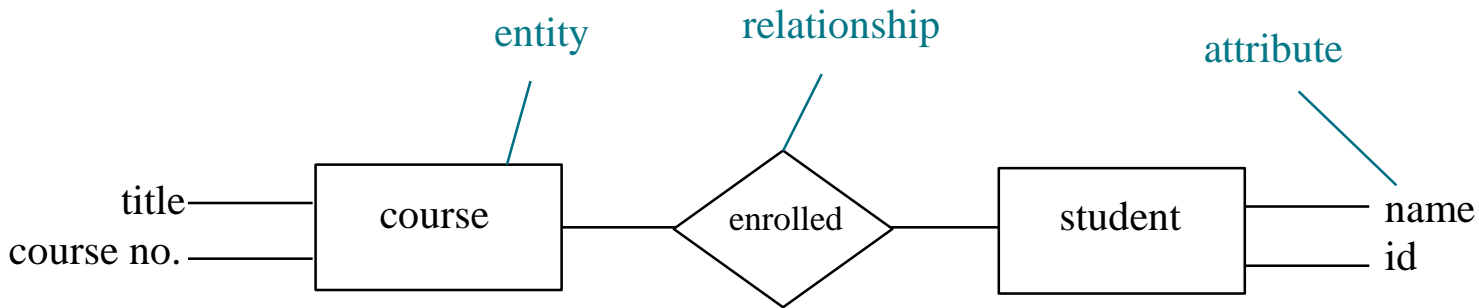 entity
relationship
attribute
title
course
enrolled
student
name
course no.
id